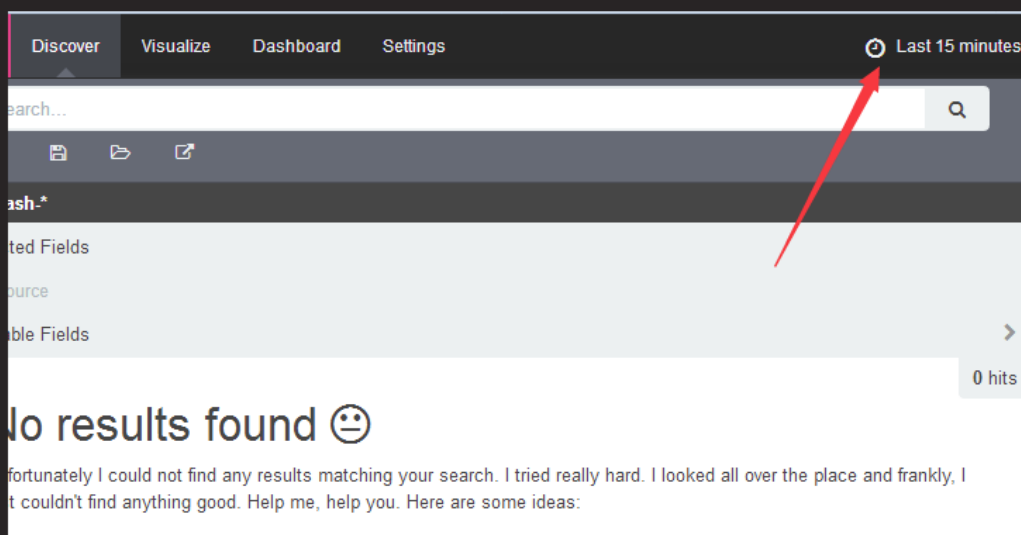 Discover Visualize Dashboard Settings Last 15 minutes
earch...
ash-*
ted Fields
ource
able Fields
0 hits
No results found
fortunately I could not find any results matching your search. I tried really hard. I looked all over the place and frankly, I
t couldn't find anything good. Help me, help you. Here are some ideas: